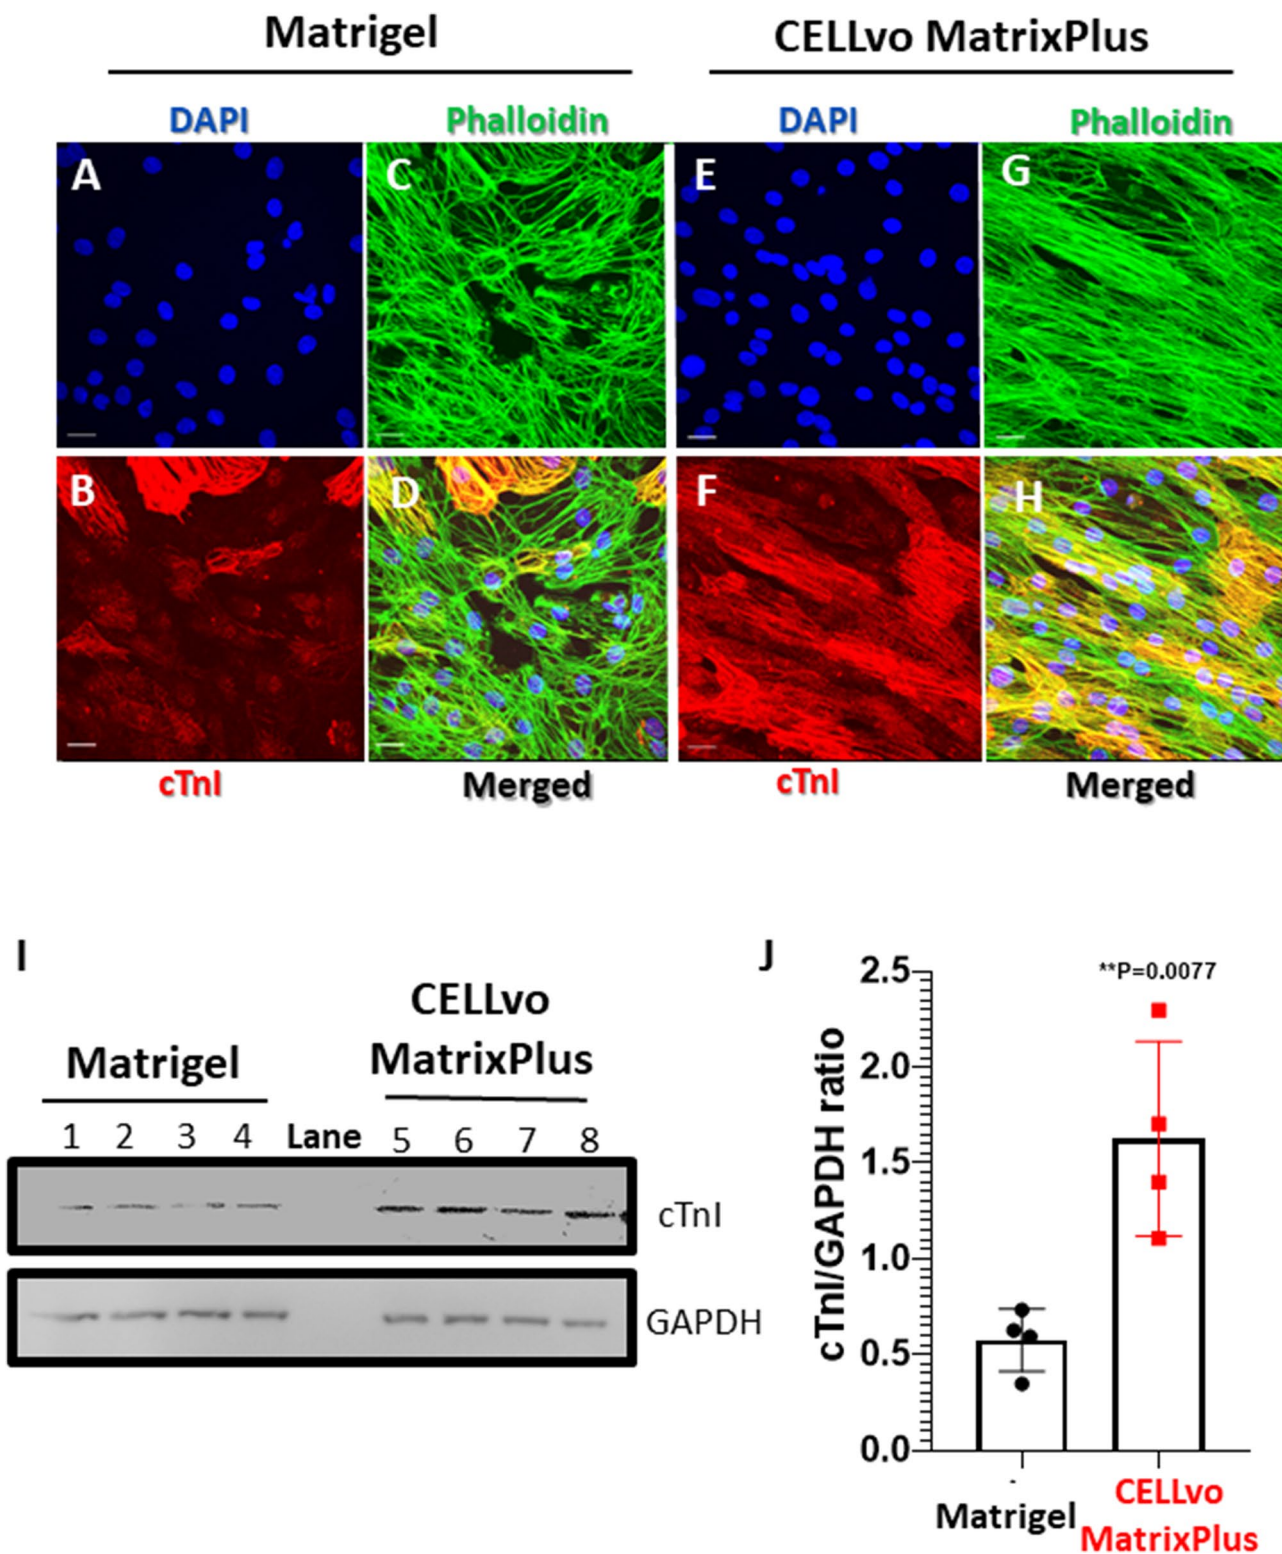 Matrigel
CELLvo MatrixPlus
DAPI
Phalloidin
DAPI
Phalloidin
A
C
E
G
B
D
F
H
cTnI
Merged
cTnI
Merged
I
Matrigel
CELLvo
MatrixPlus
1 2 3 4 Lane 5 6 7 8
cTnI
GAPDH
J
**P=0.0077
cTnI/GAPDH ratio
2.5
2.0
1.5
1.0
0.5
0.0
Matrigel
CELLvo
MatrixPlus